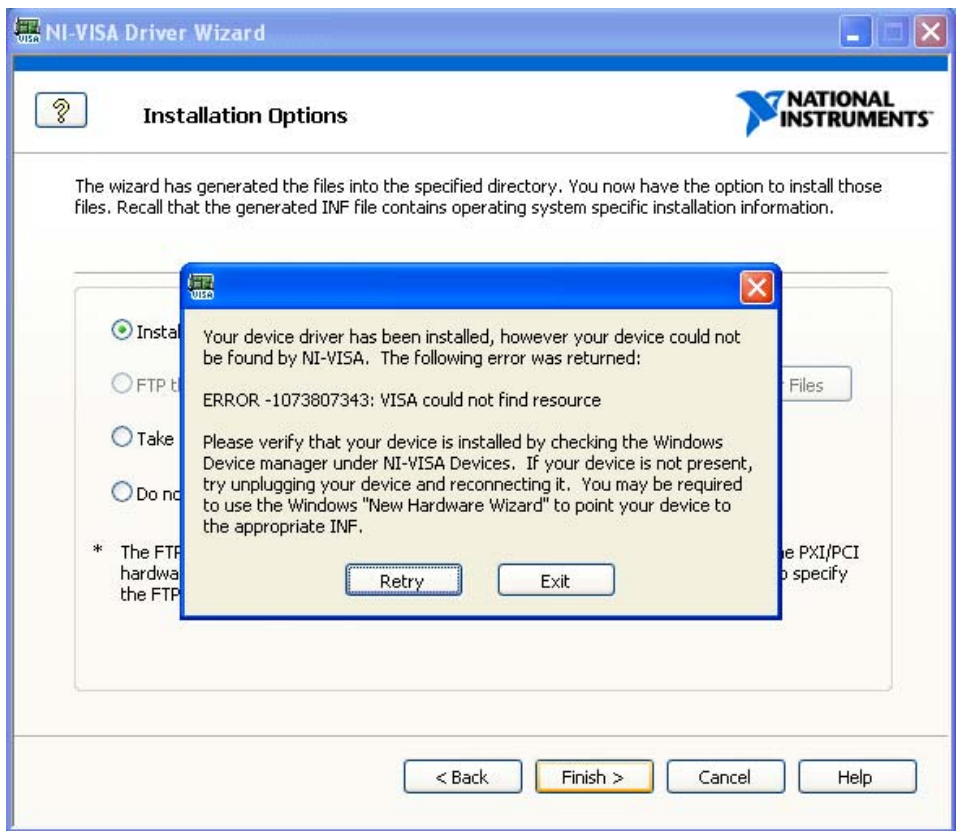 NI-VISA Driver Wizard
VISA
?
Installation Options
NATIONAL
INSTRUMENTS
The wizard has generated the files into the specified directory. You now have the option to install those
files. Recall that the generated INF file contains operating system specific installation information.
VISA
Your device driver has been installed, however your device could not
be found by NI-VISA. The following error was returned:
ERROR -1073807343: VISA could not find resource
Please verify that your device is installed by checking the Windows
Device manager under NI-VISA Devices. If your device is not present,
try unplugging your device and reconnecting it. You may be required
to use the Windows "New Hardware Wizard" to point your device to
the appropriate INF.
Retry Exit
Instal
FTP t
Files
Take
Do no
* The FTP
e PXI/PCI
hardwa
specify
the FTP
< Back Finish > Cancel Help